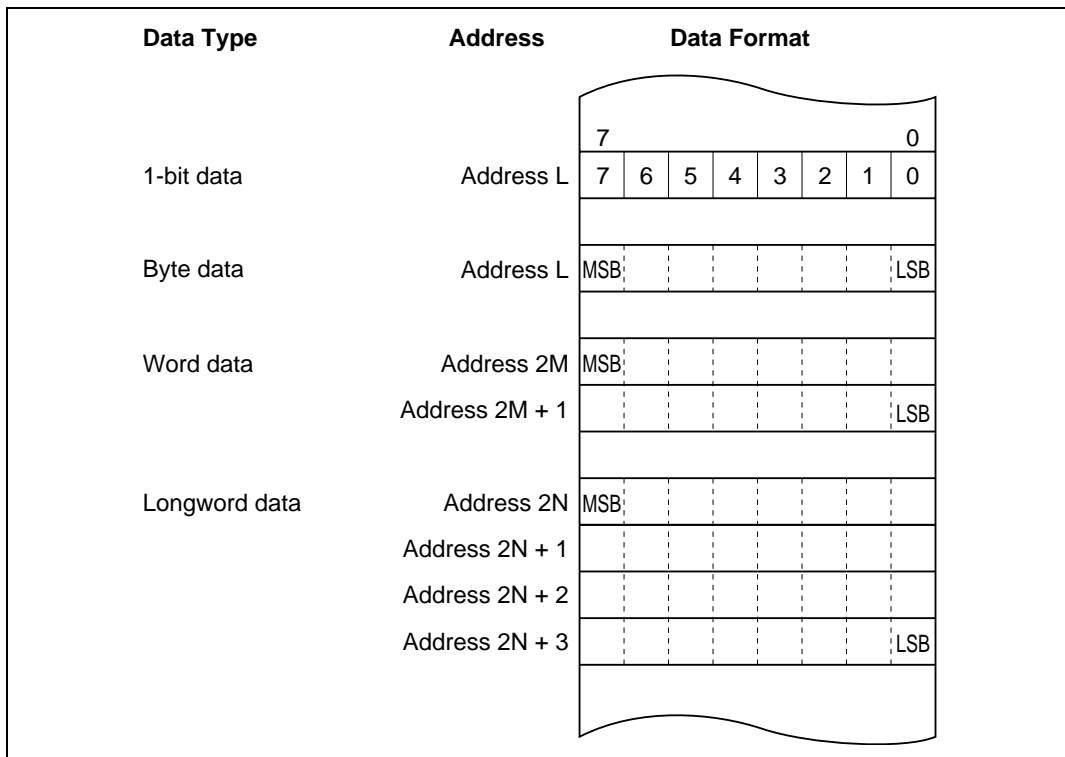 Data Type Address Data Format
7 0
1-bit data Address L 7 6 5 4 3 2 1 0
Byte data Address L MSB LSB
Word data Address 2M MSB
Address 2M + 1 LSB
Longword data Address 2N MSB
Address 2N + 1
Address 2N + 2
Address 2N + 3 LSB